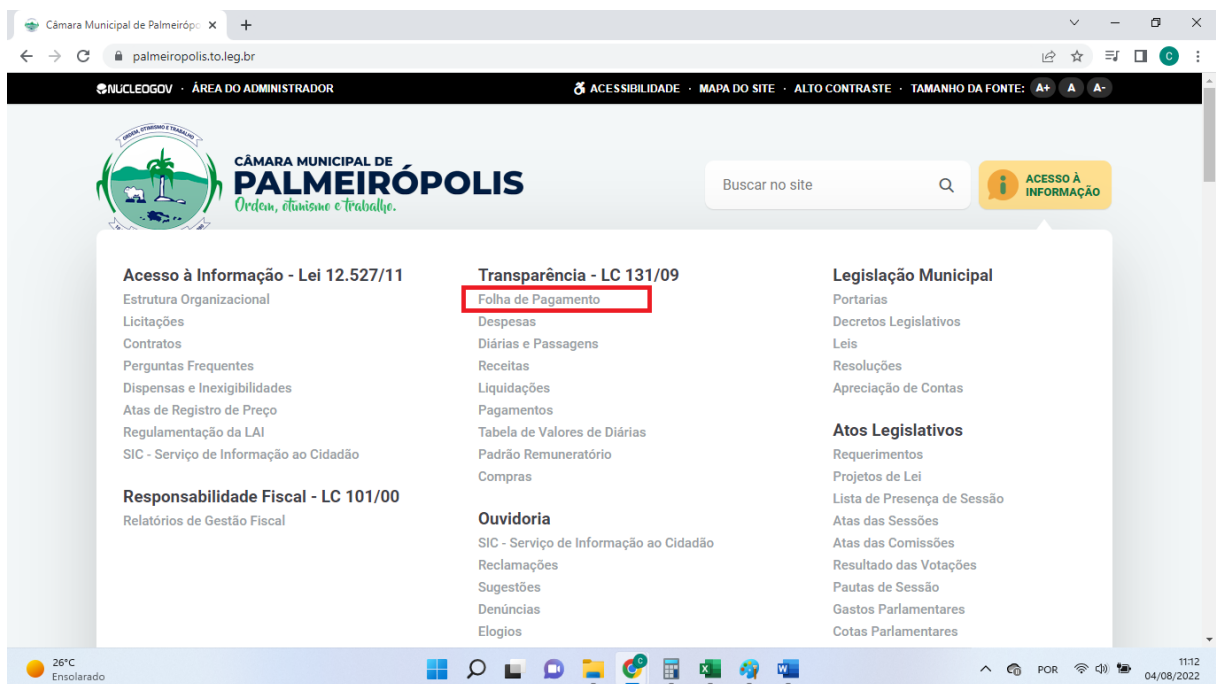 Câmara Municipal de Palmeirópo
palmeiropolis.to.leg.br
C
NUCLEOGOV · ÁREA DO ADMINISTRADOR
ACESSIBILIDADE · MAPA DO SITE · ALTO CONTRASTE · TAMANHO DA FONTE: A+ A A-
ORDEM, OTIMISMO E TRABALHO
CÂMARA MUNICIPAL DE
PALMEIRÓPOLIS
Ordem, otimismo e trabalho.
Buscar no site
ACESSO À
INFORMAÇÃO
Acesso à Informação - Lei 12.527/11
Estrutura Organizacional
Licitações
Contratos
Perguntas Frequentes
Dispensas e Inexigibilidades
Atas de Registro de Preço
Regulamentação da LAI
SIC - Serviço de Informação ao Cidadão
Responsabilidade Fiscal - LC 101/00
Relatórios de Gestão Fiscal
Transparência - LC 131/09
Folha de Pagamento
Despesas
Diárias e Passagens
Receitas
Liquidações
Pagamentos
Tabela de Valores de Diárias
Padrão Remuneratório
Compras
Ouvidoria
SIC - Serviço de Informação ao Cidadão
Reclamações
Sugestões
Denúncias
Elogios
Legislação Municipal
Portarias
Decretos Legislativos
Leis
Resoluções
Apreciação de Contas
Atos Legislativos
Requerimentos
Projetos de Lei
Lista de Presença de Sessão
Atas das Sessões
Atas das Comissões
Resultado das Votações
Pautas de Sessão
Gastos Parlamentares
Cotas Parlamentares
26°C
Ensolarado
POR
11:12
04/08/2022